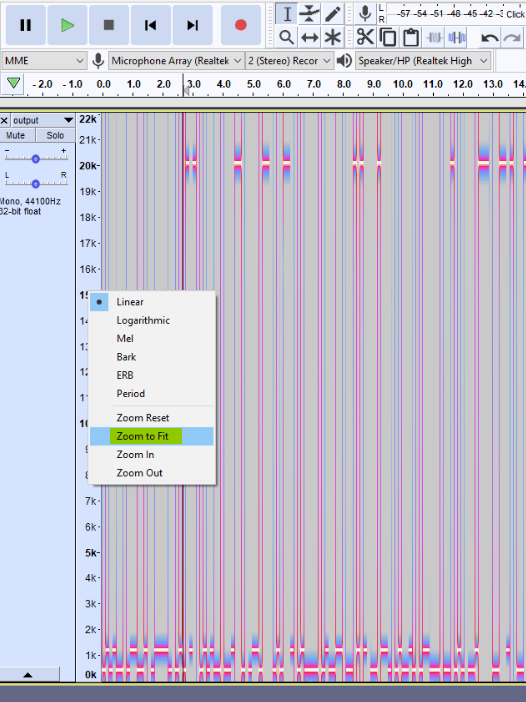 L
R
-57 -54 -51 -48 -45 -42 -3 Click
MME
Microphone Array (Realtek
2 (Stereo) Recor
Speaker/HP (Realtek High
-2.0 -1.0 0.0 1.0 2.0 3.0 4.0 5.0 6.0 7.0 8.0 9.0 10.0 11.0 12.0 13.0 14.
output
Mute Solo
- +
L R
Mono, 44100Hz
32-bit float
22k
21k
20k
19k
18k
17k
16k
15
14
13
12
11
10
7k
6k
5k
4k
3k
2k
1k
0k
Linear
Logarithmic
Mel
Bark
ERB
Period
Zoom Reset
Zoom to Fit
Zoom In
Zoom Out